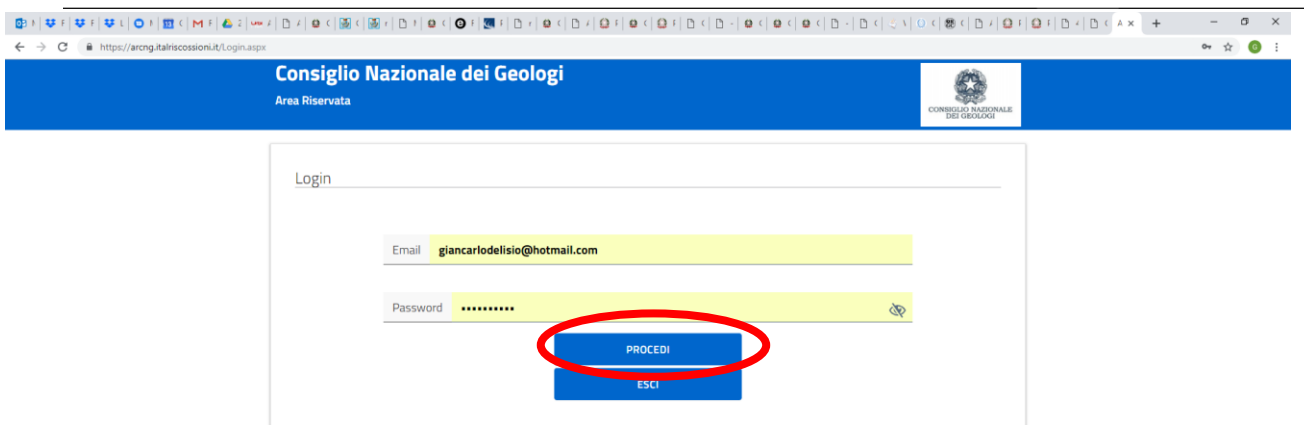 https://arcng.italriscossioni.it/Login.aspx
Consiglio Nazionale dei Geologi
Area Riservata
CONSIGLIO NAZIONALE
DEI GEOLOGI
Login
Email giancarlodelisio@hotmail.com
Password ••••••••••
PROCEDI
ESCI